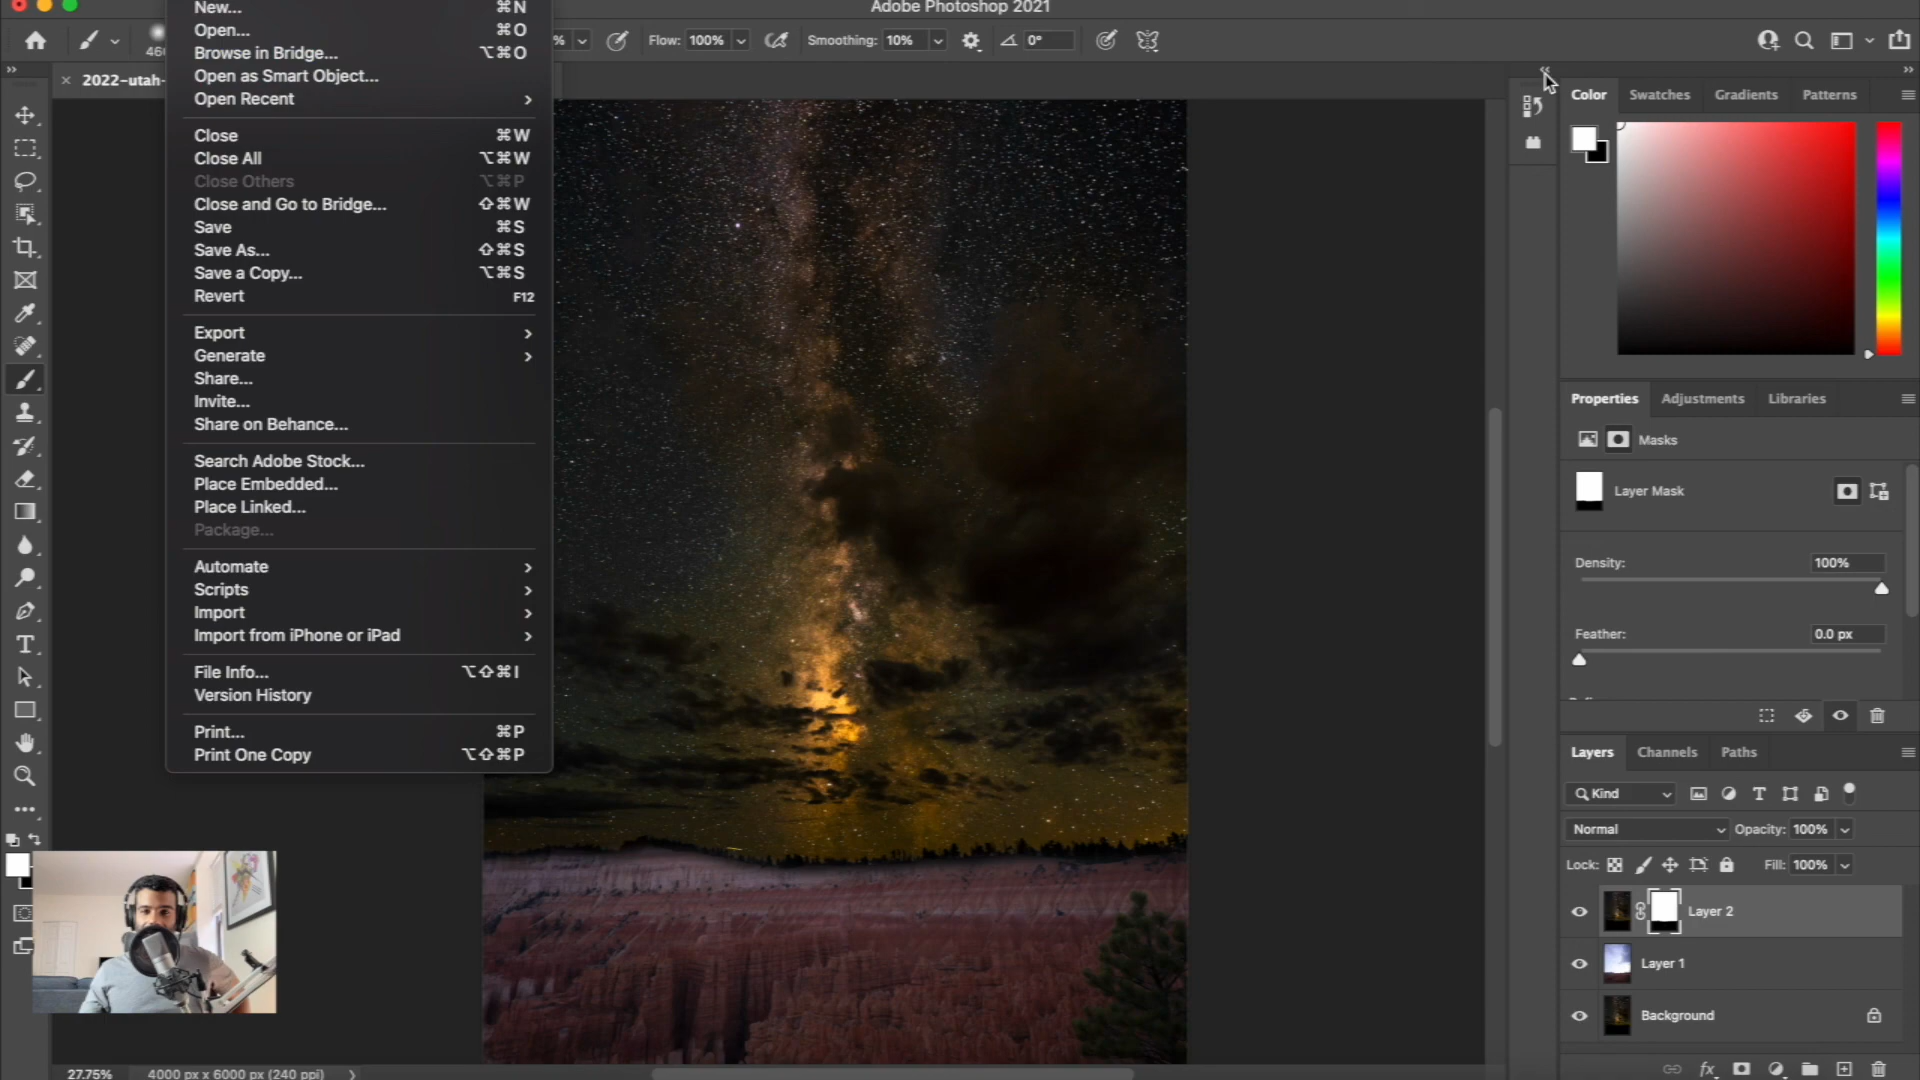 Adobe Photoshop 2021
New... ⌘N
Open... ⌘O
Browse in Bridge... ⌥⌘O
Open as Smart Object...
Open Recent
Close ⌘W
Close All ⌥⌘W
Close Others ⌥⌘P
Close and Go to Bridge... ⇧⌘W
Save ⌘S
Save As... ⇧⌘S
Save a Copy... ⌥⌘S
Revert F12
Export
Generate
Share...
Invite...
Share on Behance...
Search Adobe Stock...
Place Embedded...
Place Linked...
Package...
Automate
Scripts
Import
Import from iPhone or iPad
File Info... ⌥⇧⌘I
Version History
Print... ⌘P
Print One Copy ⌥⇧⌘P
% Flow: 100% Smoothing: 10% 0°
2022-utah-
Color Swatches Gradients Patterns
Properties Adjustments Libraries
Masks
Layer Mask
Density: 100%
Feather: 0.0 px
Layers Channels Paths
Kind
Normal Opacity: 100%
Lock: Fill: 100%
Layer 2
Layer 1
Background
27.75% 4000 px x 6000 px (240 ppi)